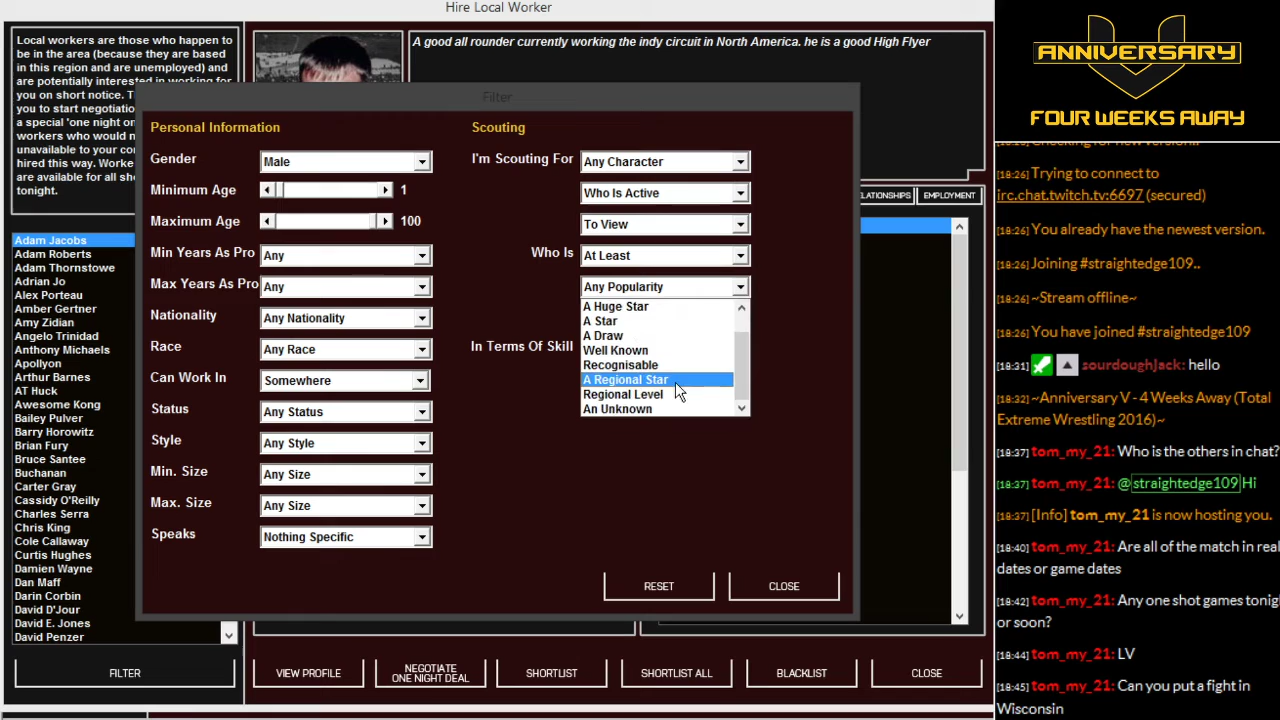 Hire Local Worker
Local workers are those who happen to
be in the area (because they are based
in this region and are unemployed) and
are potentially interested in working for
you on short notice. T
you to start negotiation
a special 'one night on
workers who would n
unavailable to your co
hired this way. Worke
are available for all sh
tonight.
A good all rounder currently working the indy circuit in North America. he is a good High Flyer
RELATIONSHIPS
EMPLOYMENT
Adam Jacobs
Adam Roberts
Adam Thornstowe
Adrian Jo
Alex Porteau
Amber Gertner
Amy Zidian
Angelo Trinidad
Anthony Michaels
Apollyon
Arthur Barnes
AT Huck
Awesome Kong
Bailey Pulver
Barry Horowitz
Brian Fury
Bruce Santee
Buchanan
Carter Gray
Cassidy O'Reilly
Charles Serra
Chris King
Cole Callaway
Curtis Hughes
Damien Wayne
Dan Maff
Darin Corbin
David D'Jour
David E. Jones
David Penzer
Filter
Personal Information
Gender Male
Minimum Age 1
Maximum Age 100
Min Years As Pro Any
Max Years As Pro Any
Nationality Any Nationality
Race Any Race
Can Work In Somewhere
Status Any Status
Style Any Style
Min. Size Any Size
Max. Size Any Size
Speaks Nothing Specific
Scouting
I'm Scouting For Any Character
Who Is Active
To View
Who Is At Least
Any Popularity
A Huge Star
A Star
A Draw
Well Known
Recognisable
A Regional Star
Regional Level
An Unknown
In Terms Of Skill
RESET
CLOSE
FILTER
VIEW PROFILE
NEGOTIATE
ONE NIGHT DEAL
SHORTLIST
SHORTLIST ALL
BLACKLIST
CLOSE
ANNIVERSARY
FOUR WEEKS AWAY
Checking for new version..
[18:26] Trying to connect to
irc.chat.twitch.tv:6697 (secured)
[18:26] You already have the newest version.
[18:26] Joining #straightedge109..
[18:26] ~Stream offline~
[18:26] You have joined #straightedge109
[18:31] sourdoughjack: hello
[18:32] ~Anniversary V - 4 Weeks Away (Total
Extreme Wrestling 2016)~
[18:37] tom_my_21: Who is the others in chat?
[18:37] tom_my_21: @straightedge109 Hi
[18:37] [Info] tom_my_21 is now hosting you.
[18:40] tom_my_21: Are all of the match in real
dates or game dates
[18:42] tom_my_21: Any one shot games tonigh
or soon?
[18:44] tom_my_21: LV
[18:45] tom_my_21: Can you put a fight in
Wisconsin